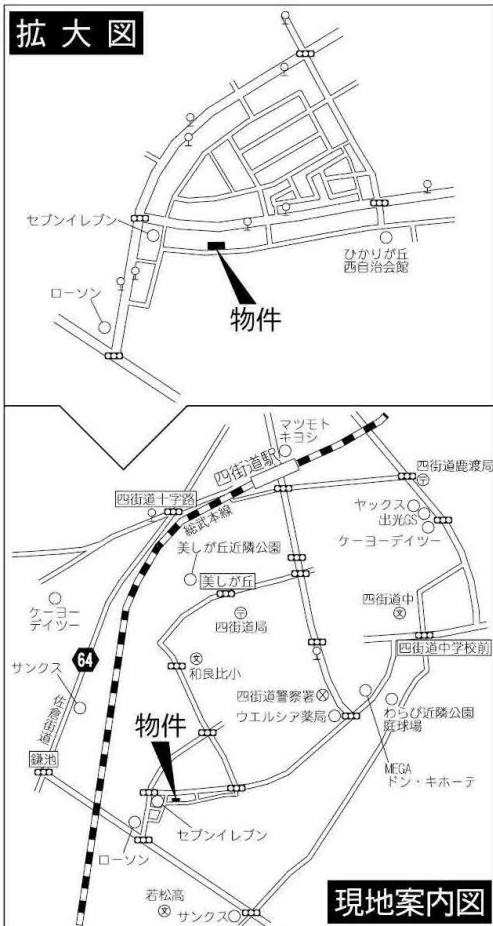 拡大図
セブンイレブン
ローソン
物件
ひかりが丘
西自治会館
マツモト
キヨシ
四街道駅
四街道鹿渡局
四街道十字路
総武本線
ヤックス
出光GS
ケーヨーデイツー
美しが丘近隣公園
美しが丘
四街道中
四街道局
ケーヨー
デイツー
四街道中学校前
和良比小
64
サンクス
四街道警察署
ウエルシア薬局
わらび近隣公園
庭球場
佐倉街道
物件
MEGA
ドン・キホーテ
鎌池
セブンイレブン
ローソン
若松高
サンクス
現地案内図